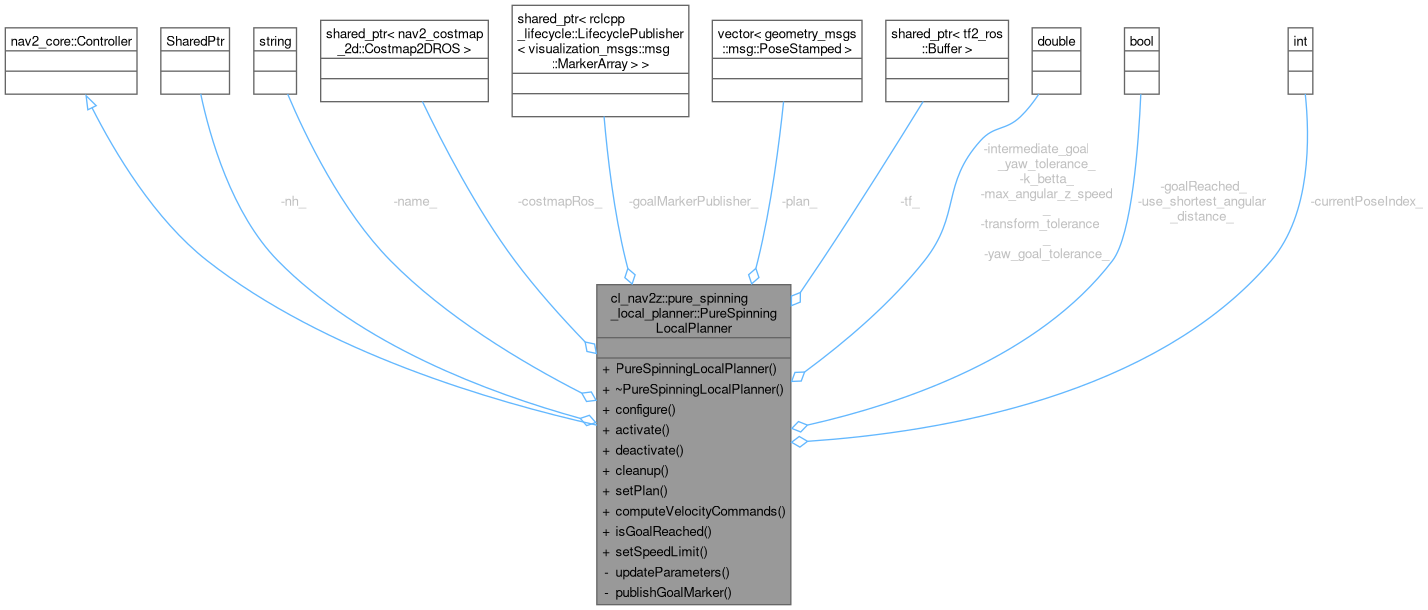 nav2_core::Controller
SharedPtr
string
shared_ptr< nav2_costmap
_2d::Costmap2DROS >
shared_ptr< rclcpp
_lifecycle::LifecyclePublisher
< visualization_msgs::msg
::MarkerArray > >
vector< geometry_msgs
::msg::PoseStamped >
shared_ptr< tf2_ros
::Buffer >
double
bool
int
-nh_
-name_
-costmapRos_
-goalMarkerPublisher_
-plan_
-tf_
-intermediate_goal
_yaw_tolerance_
-k_betta_
-max_angular_z_speed
_
-transform_tolerance
_
-yaw_goal_tolerance_
-goalReached_
-use_shortest_angular
_distance_
-currentPoseIndex_
cl_nav2z::pure_spinning
_local_planner::PureSpinning
LocalPlanner
+ PureSpinningLocalPlanner()
+ ~PureSpinningLocalPlanner()
+ configure()
+ activate()
+ deactivate()
+ cleanup()
+ setPlan()
+ computeVelocityCommands()
+ isGoalReached()
+ setSpeedLimit()
- updateParameters()
- publishGoalMarker()